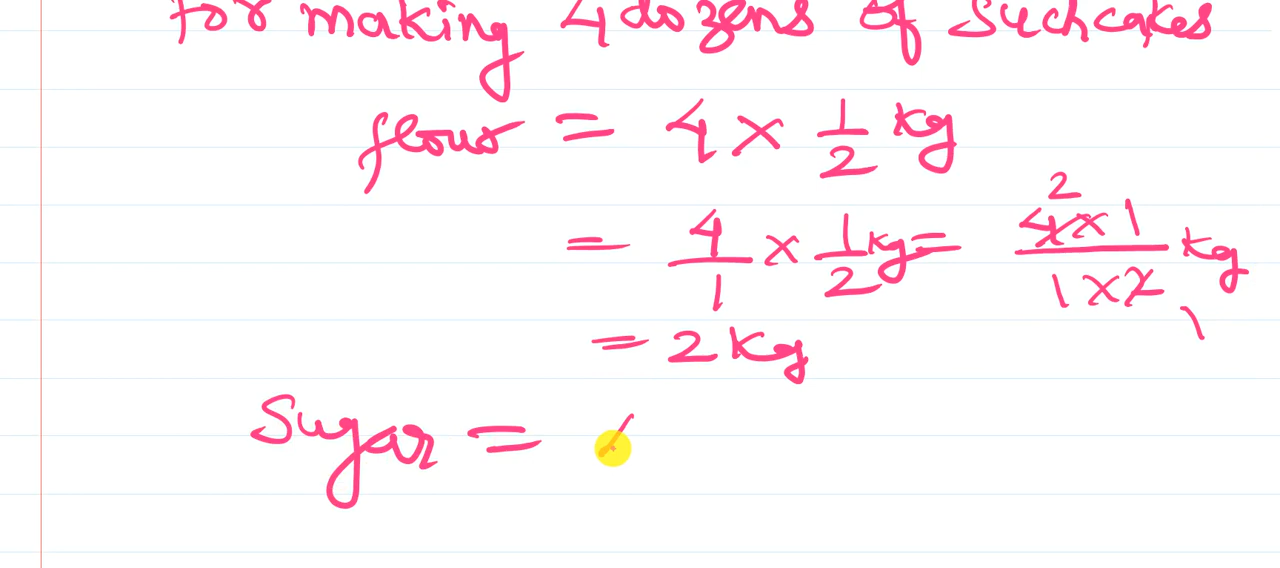 For making 4 dozens of such cakes
flour = 4 × 1/2 kg
= 4/1 × 1/2 kg = 4×1/1×2 kg 2 1
= 2 kg
Sugar =